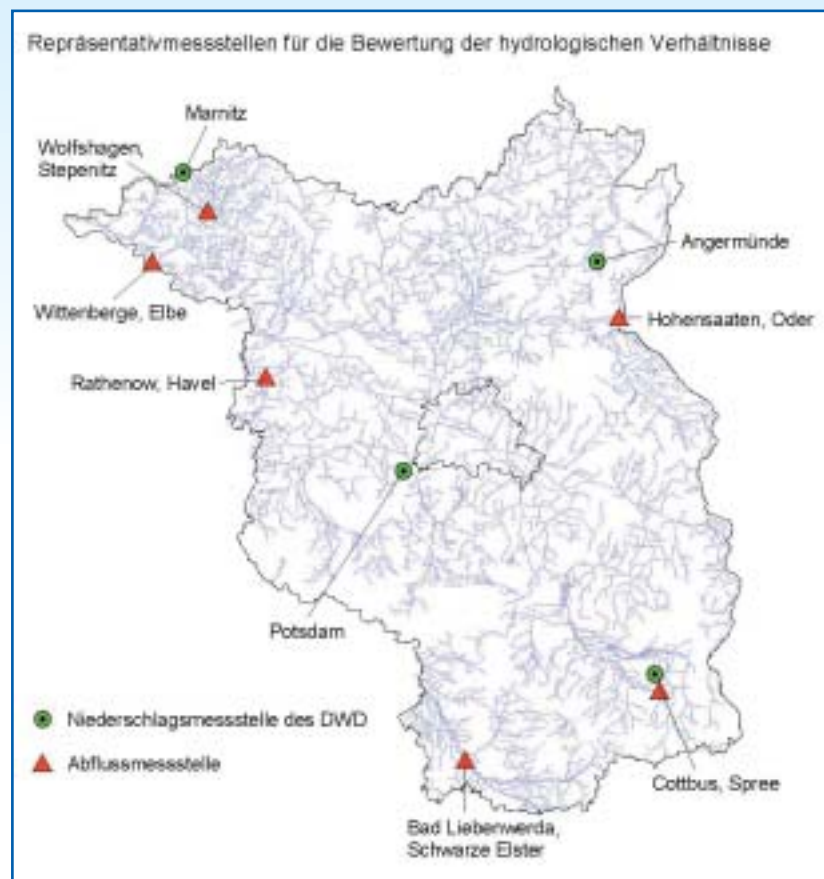 Repräsentativmessstellen für die Bewertung der hydrologischen Verhältnisse
Marnitz
Wolfshagen,
Stepenitz
Angermünde
Wittenberge, Elbe
Hohensaaten, Oder
Rathenow, Havel
Potsdam
Niederschlagsmessstelle des DWD
Abflussmessstelle
Cottbus, Spree
Bad Liebenwerda,
Schwarze Elster